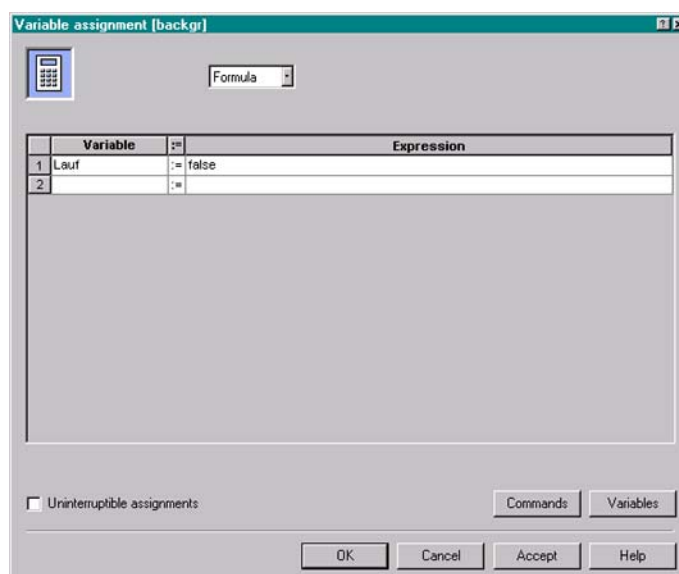 Variable assignment [backgr]
Formula
Variable := Expression
1 Lauf := false
2 :=
Uninterruptible assignments
Commands Variables
OK Cancel Accept Help